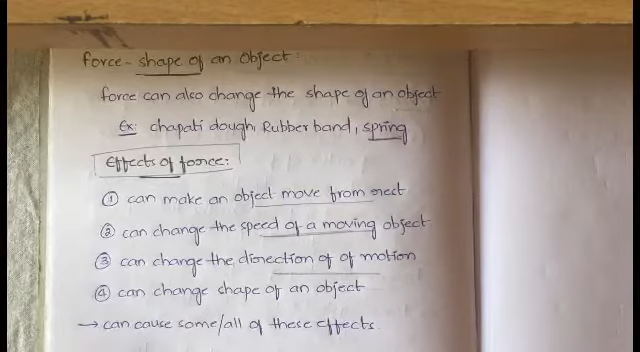 force - shape of an object:
force can also change the shape of an object
Ex: chapati dough, Rubber band, spring
Effects of foorce:
① can make an object move from rect
② can change the speed of a moving object
③ can change the dionection of of motion
④ can change shape of an object
→ can cause some/all of these effects.